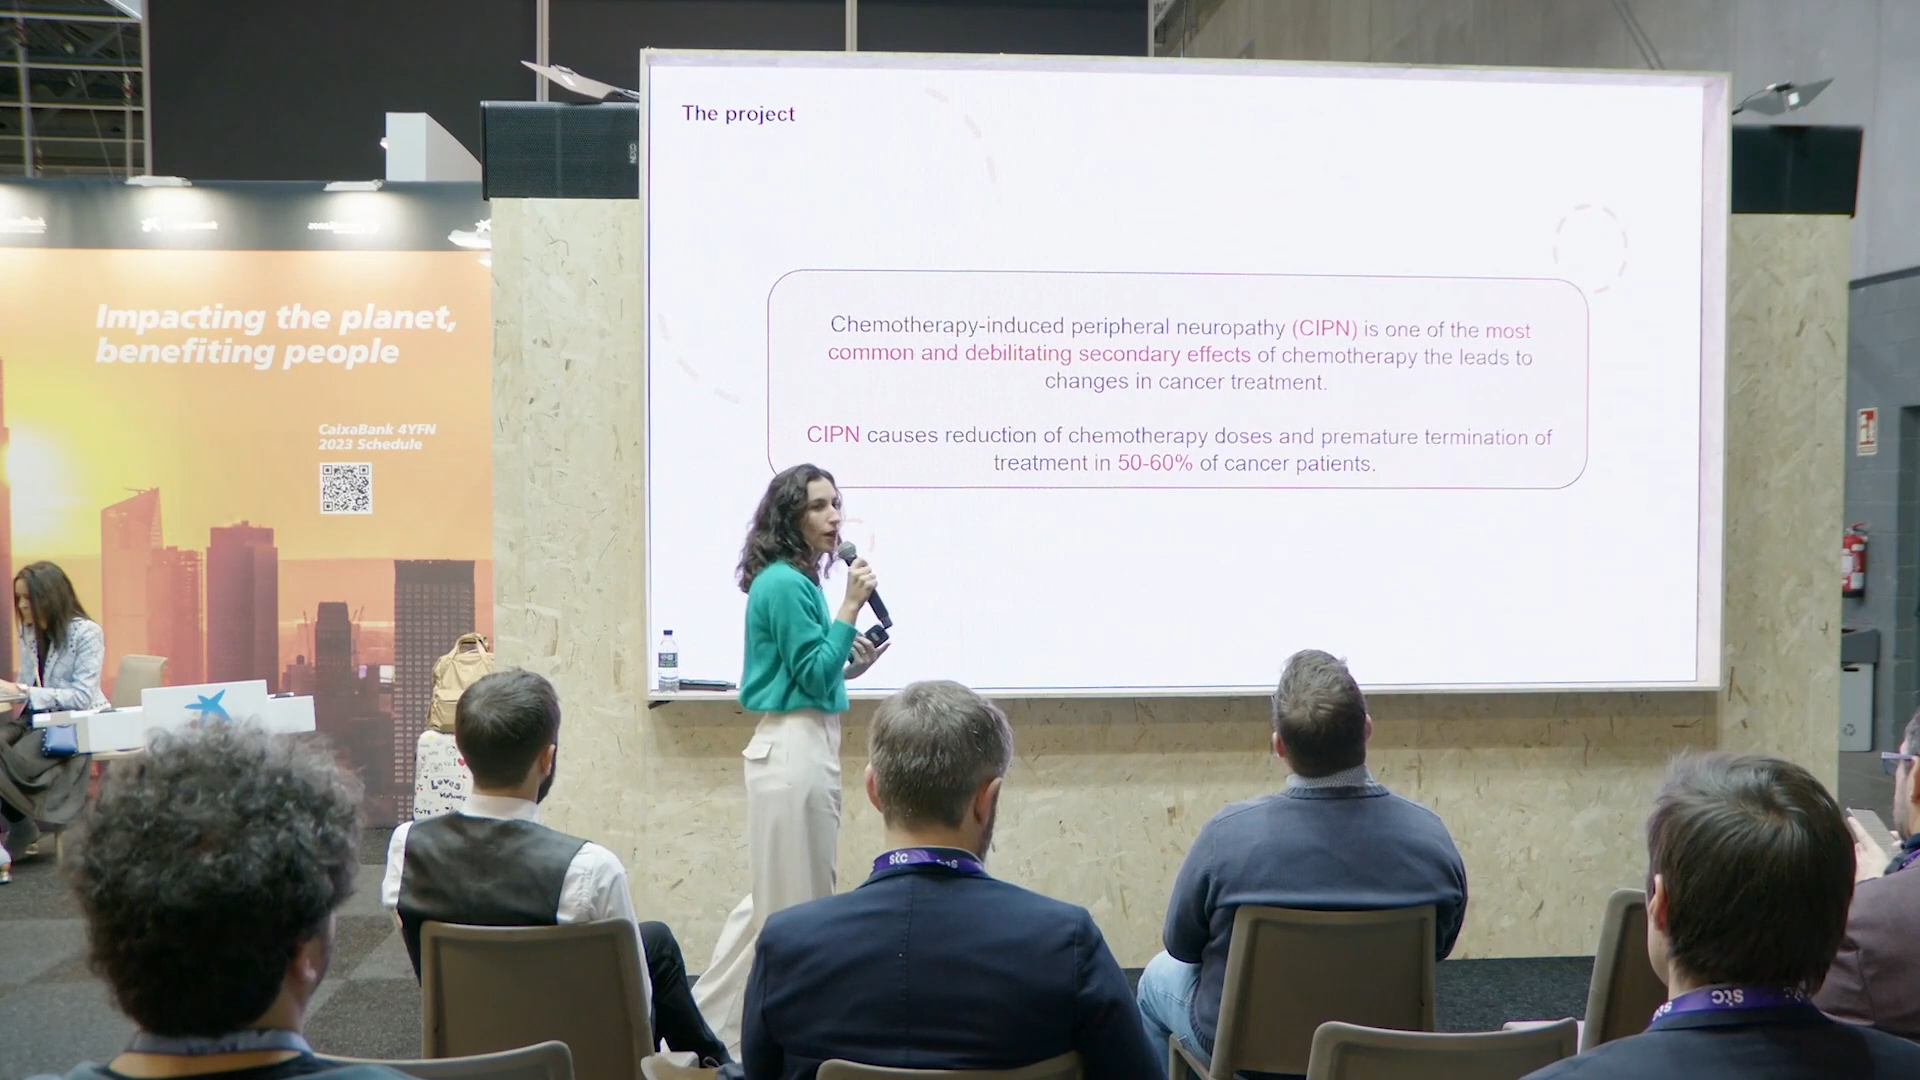 The project
Chemotherapy-induced peripheral neuropathy (CIPN) is one of the most
common and debilitating secondary effects of chemotherapy the leads to
changes in cancer treatment.
CIPN causes reduction of chemotherapy doses and premature termination of
treatment in 50-60% of cancer patients.
Impacting the planet,
benefiting people
CaixaBank 4YFN
2023 Schedule
Loves
stc
stc